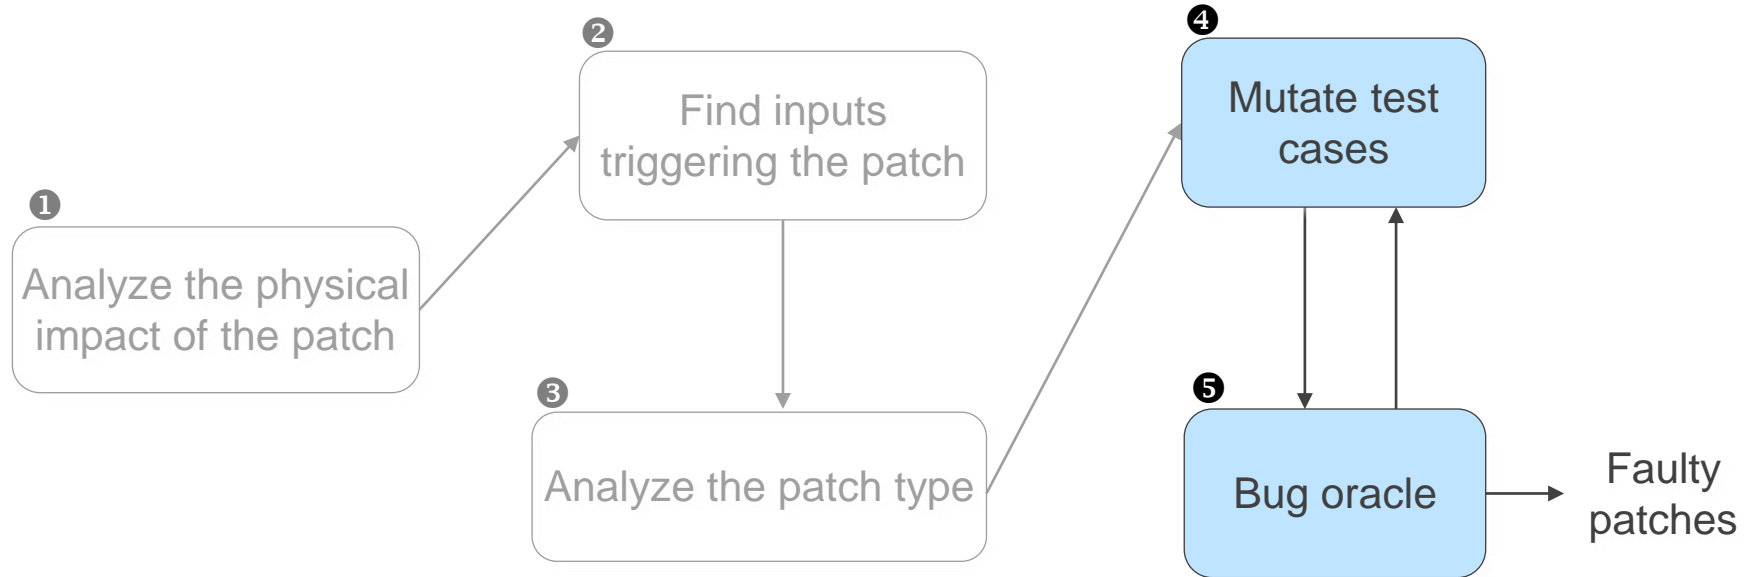 ❶
Analyze the physical
impact of the patch
❷
Find inputs
triggering the patch
❸
Analyze the patch type
❹
Mutate test
cases
❺
Bug oracle
Faulty
patches